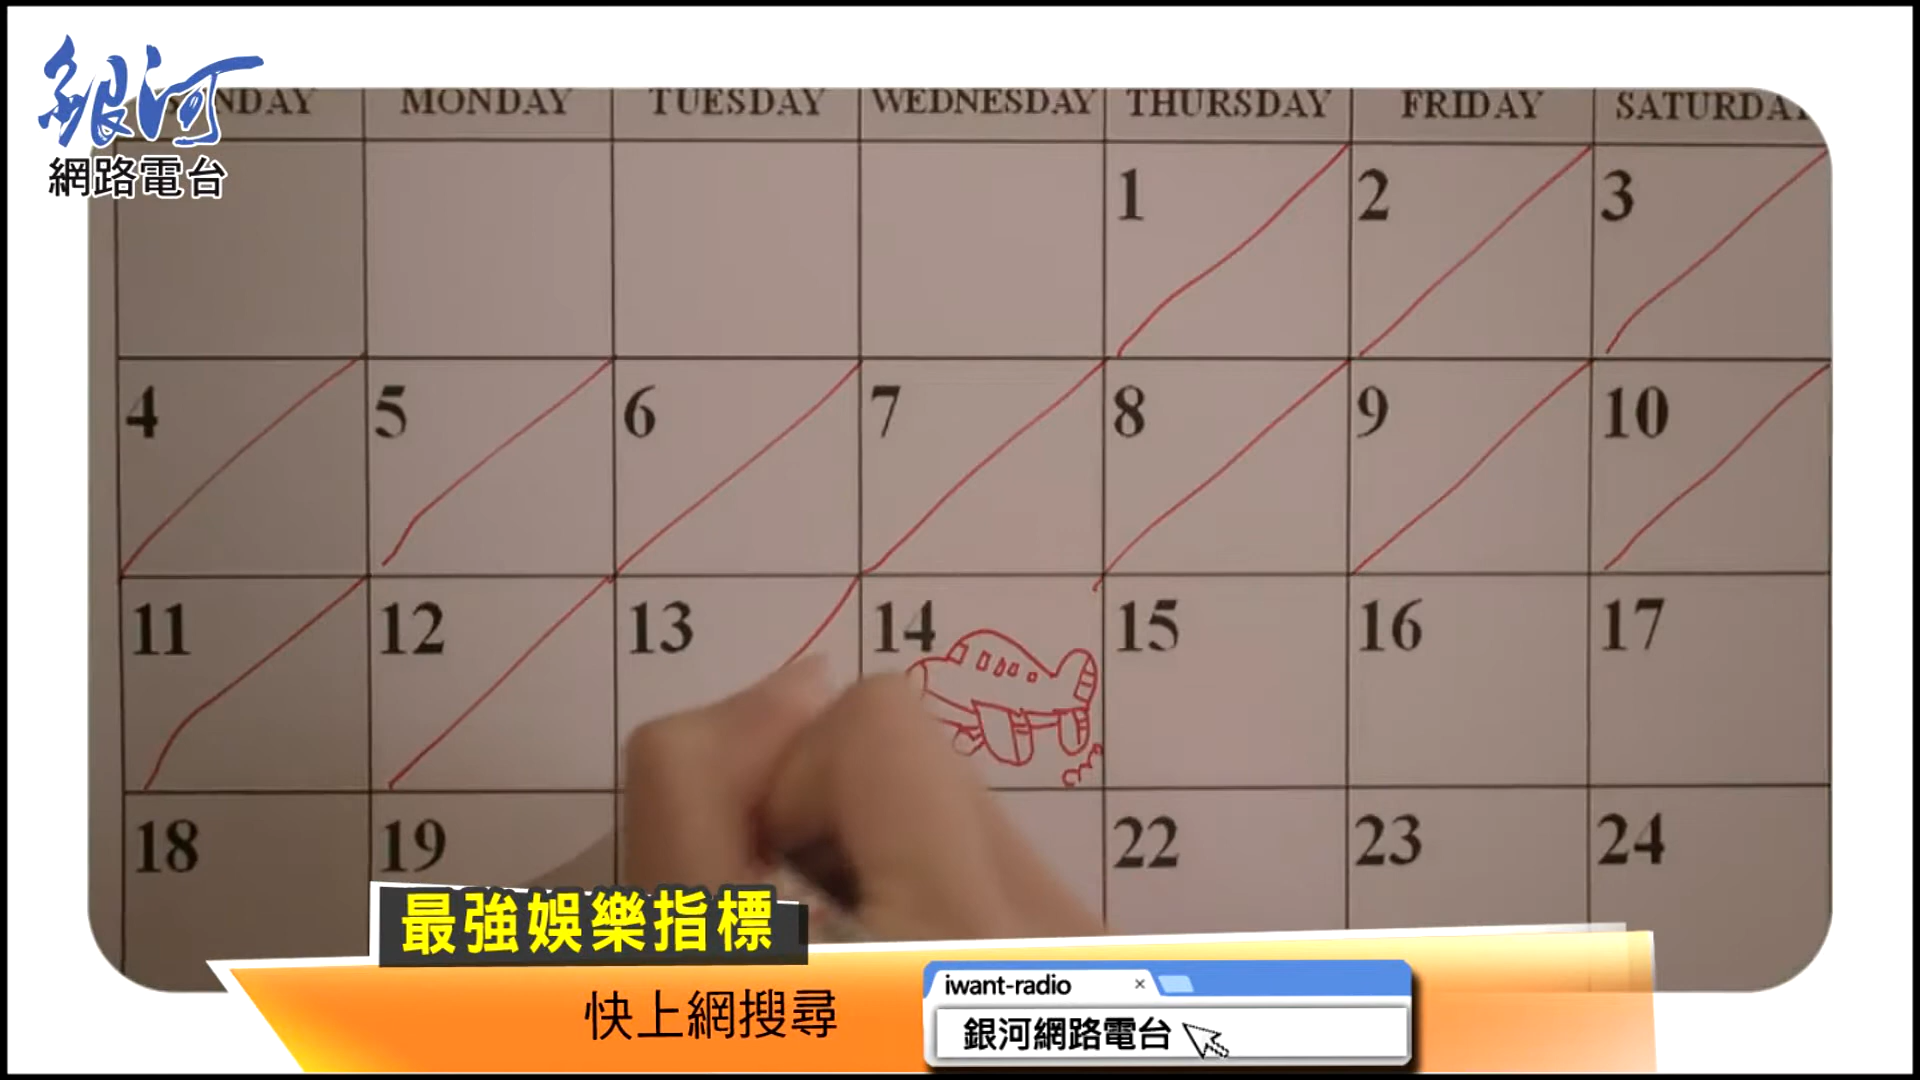 銀河
網路電台
SUNDAY MONDAY TUESDAY WEDNESDAY THURSDAY FRIDAY SATURDAY
1 2 3
4 5 6 7 8 9 10
11 12 13 14 15 16 17
18 19 22 23 24
最強娛樂指標
iwant-radio ×
快上網搜尋
銀河網路電台